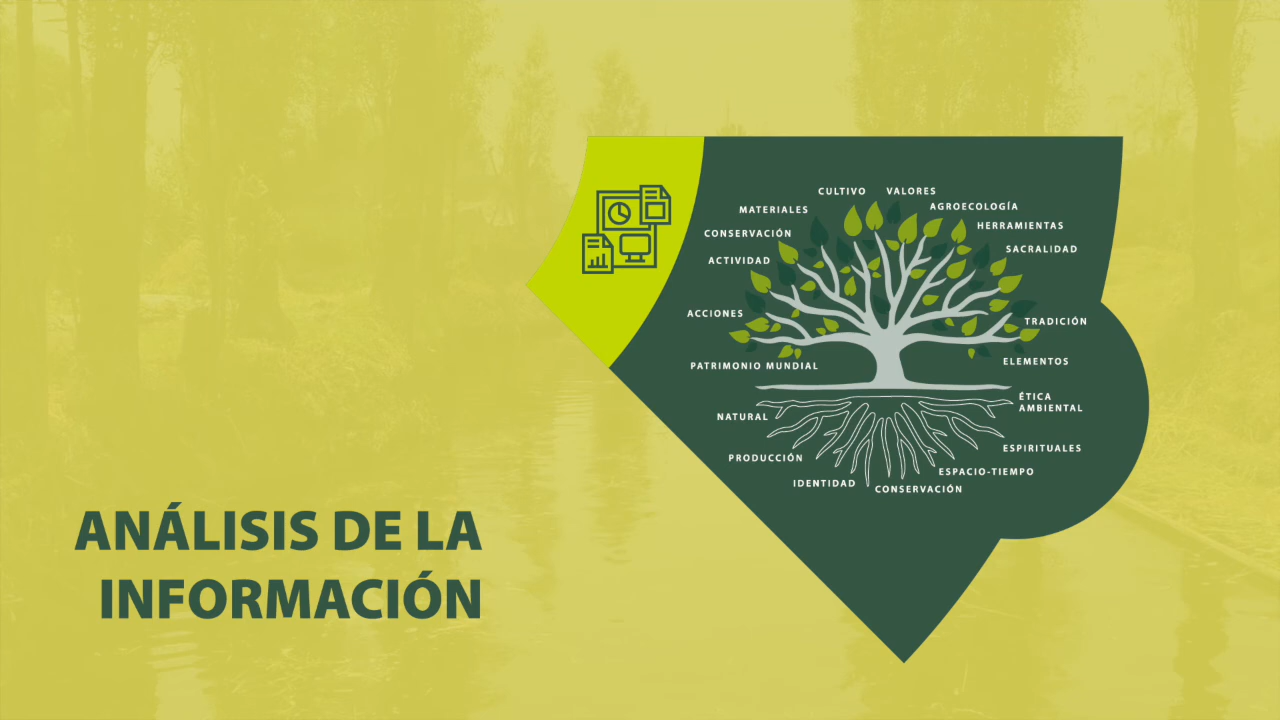 ANÁLISIS DE LA
INFORMACIÓN
CULTIVO
VALORES
MATERIALES
AGROECOLOGÍA
CONSERVACIÓN
HERRAMIENTAS
ACTIVIDAD
SACRALIDAD
ACCIONES
TRADICIÓN
PATRIMONIO MUNDIAL
ELEMENTOS
ÉTICA
AMBIENTAL
NATURAL
ESPIRITUALES
PRODUCCIÓN
ESPACIO-TIEMPO
IDENTIDAD
CONSERVACIÓN